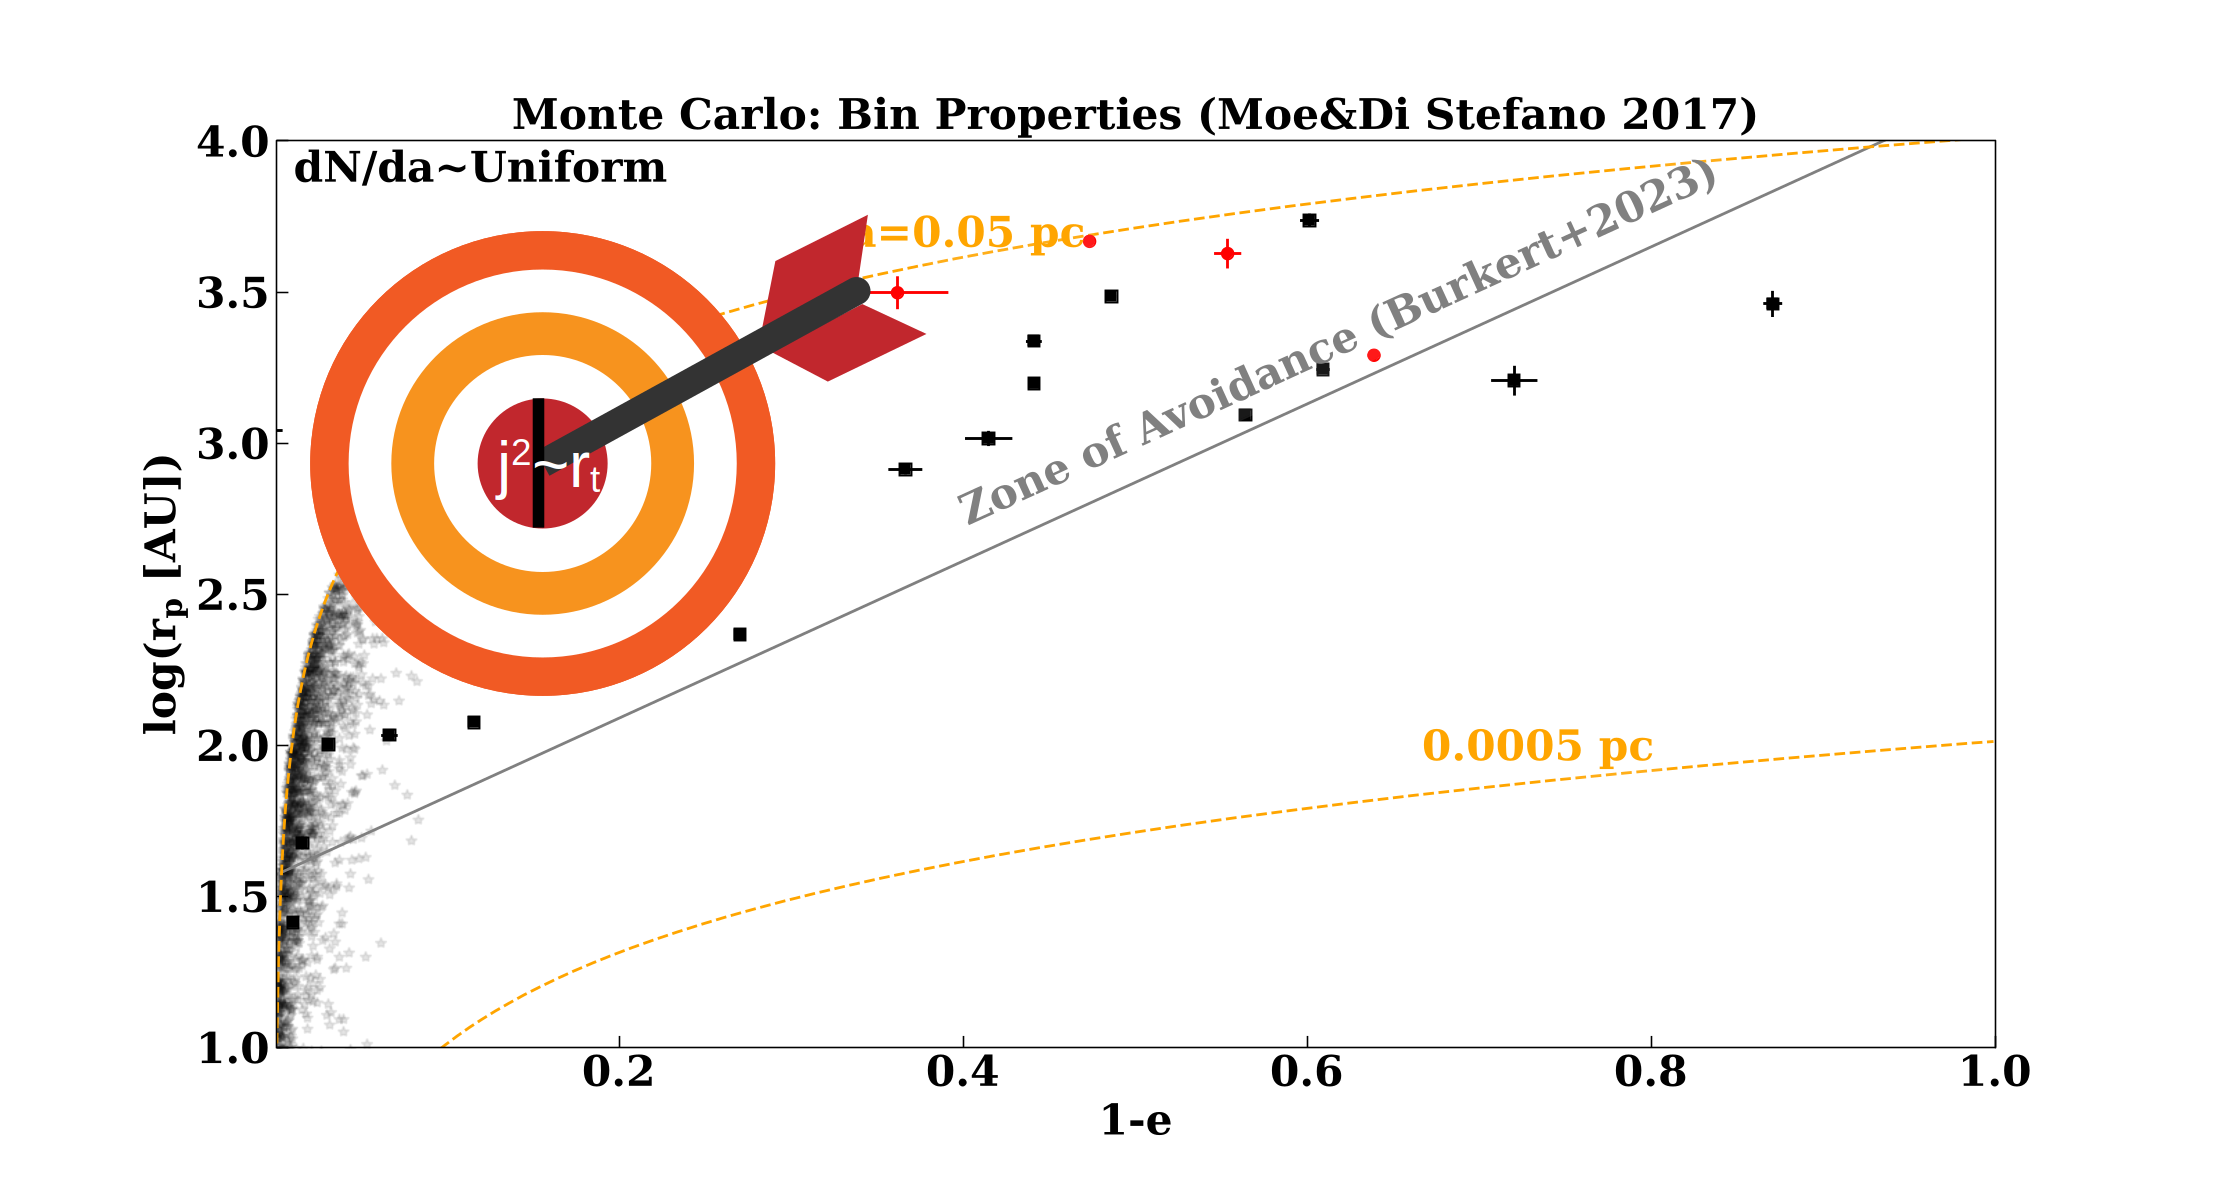 Monte Carlo: Bin Properties (Moe&Di Stefano 2017)
4.0
dN/da~Uniform
Zone of Avoidance (Burkert+2023)
a=0.05 pc
3.5
3.0
j²~rₜ
log(rₚ [AU])
2.5
2.0
0.0005 pc
1.5
1.0
0.2 0.4 0.6 0.8 1.0
1-e